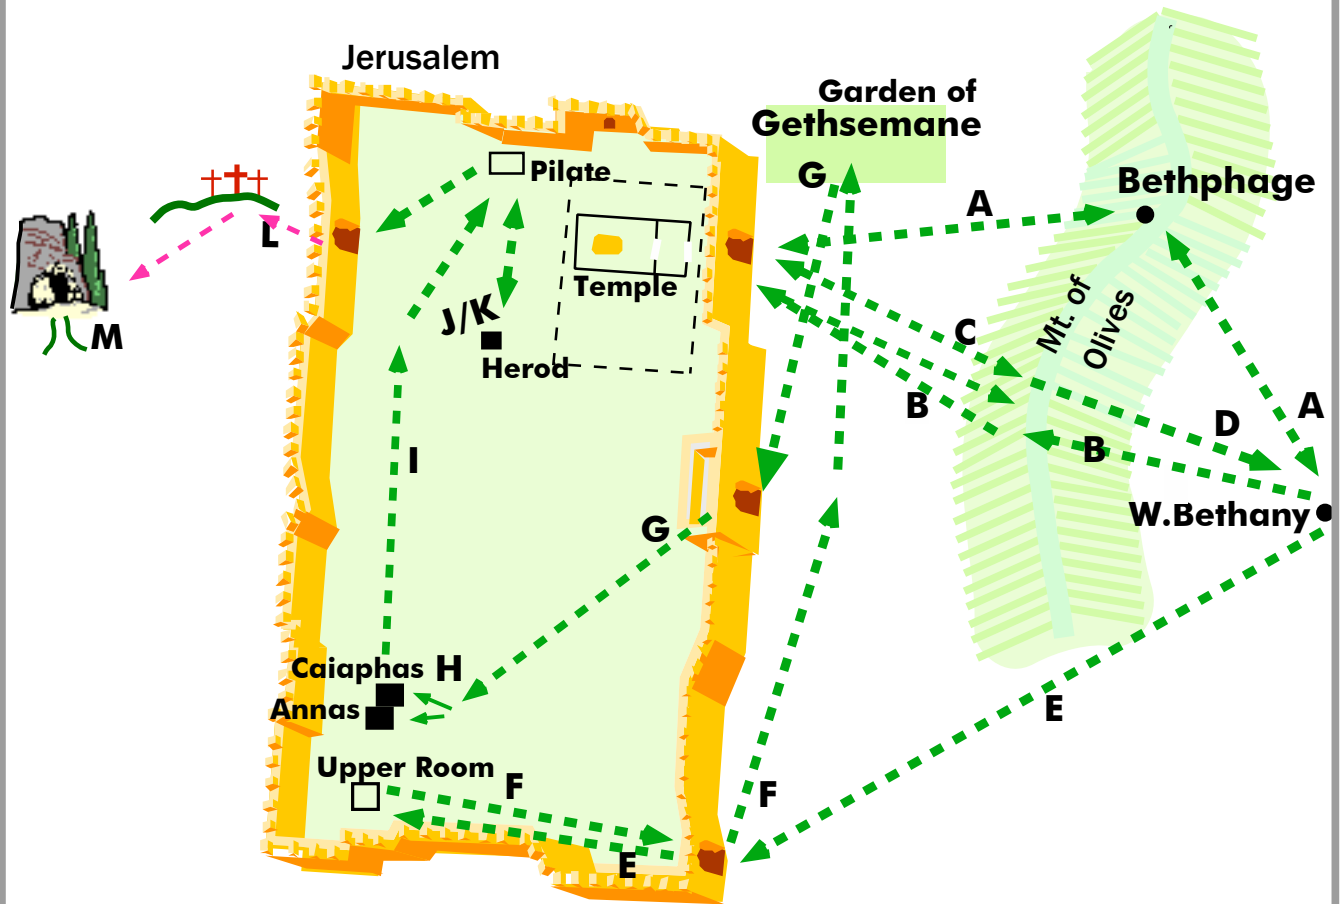 Jerusalem
Garden of
Gethsemane
G
Pilate
A
Bethphage
L
Temple
M
J/K
Herod
C
Mt. of
Olives
B
A
D
B
I
G
W.Bethany
Caiaphas H
Annas
E
Upper Room
F
F
E